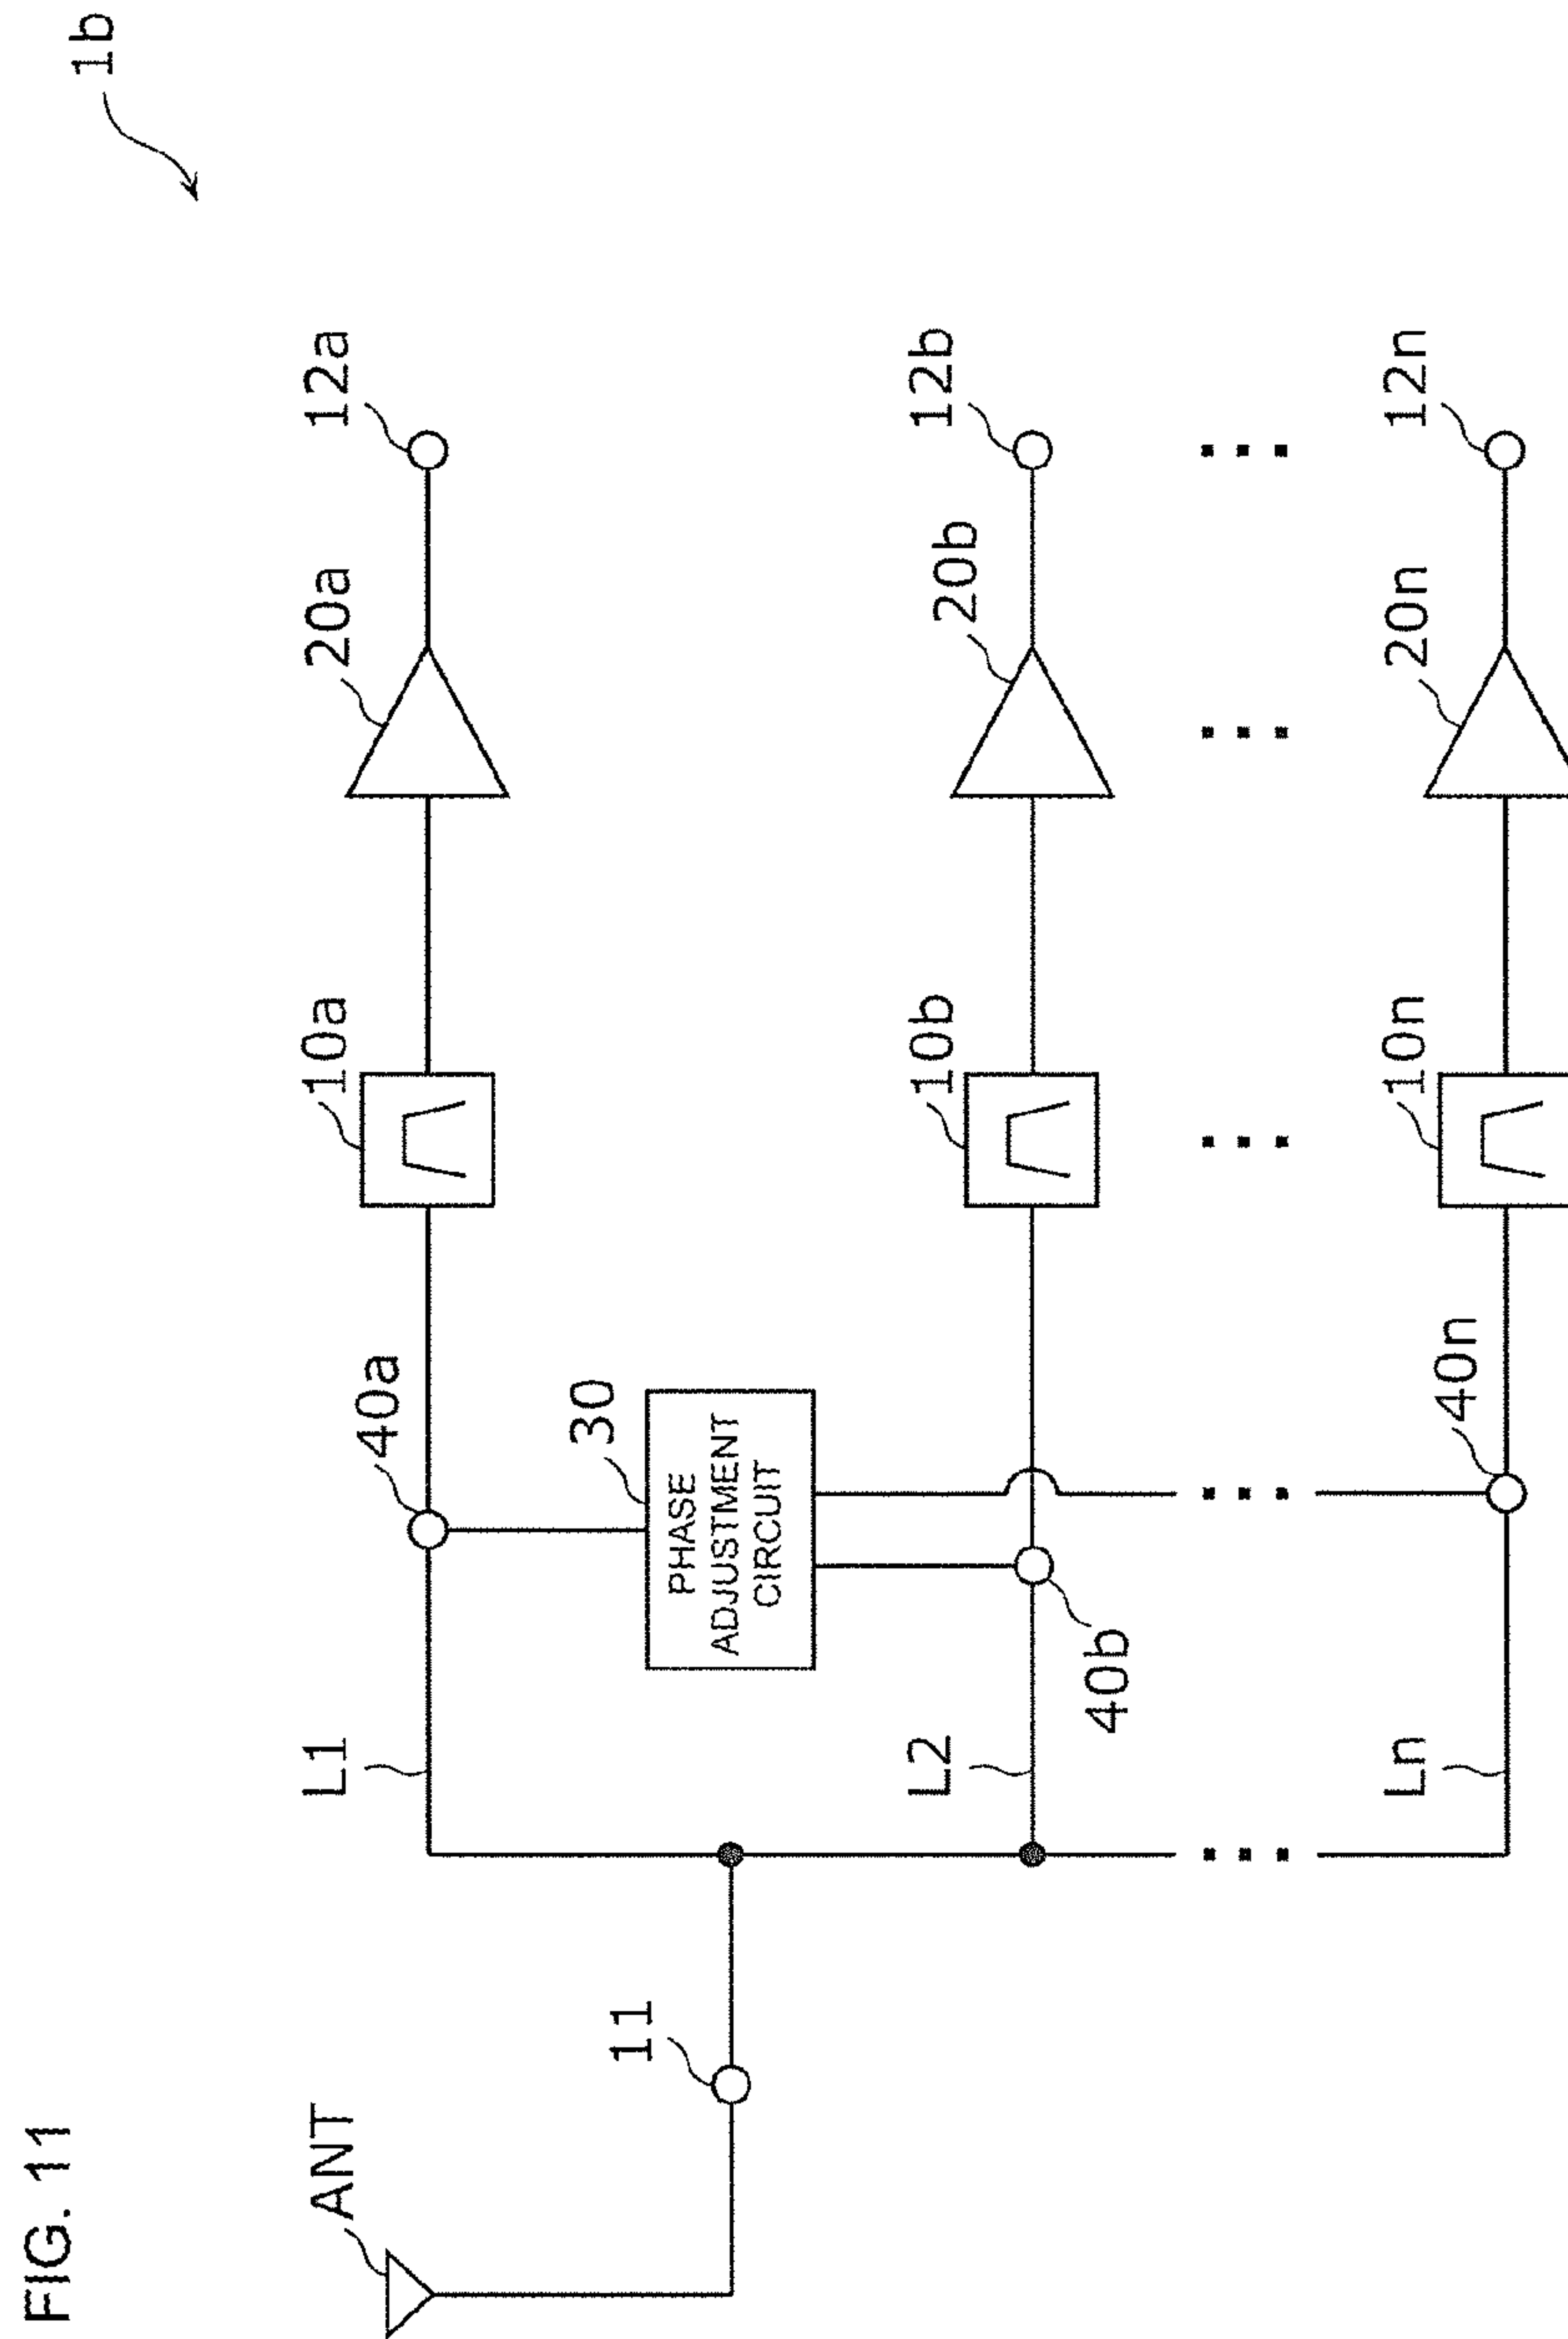 FIG. 11
1b
ANT
11
L1
40a
10a
20a
12a
30
PHASE
ADJUSTMENT
CIRCUIT
L2
40b
10b
20b
12b
Ln
40n
10n
20n
12n